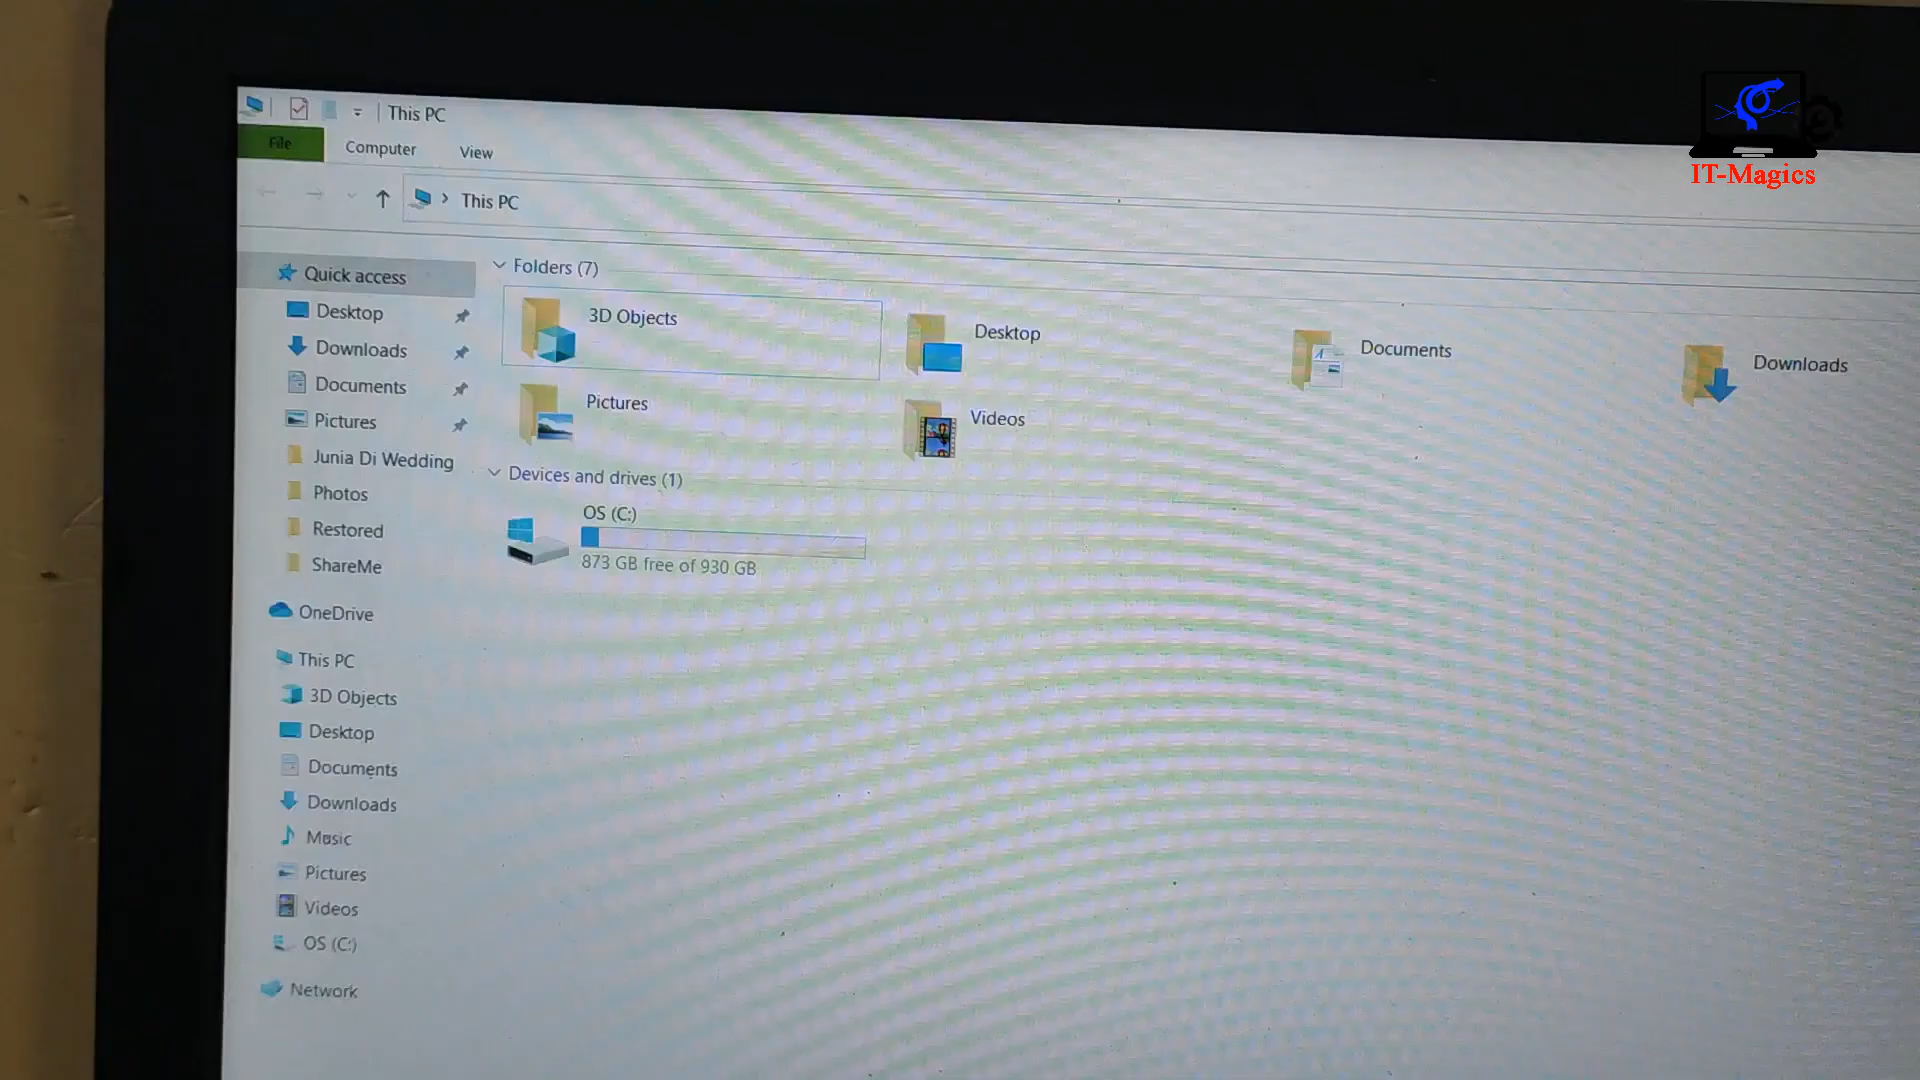 This PC
File
Computer
View
This PC
Quick access
Desktop
Downloads
Documents
Pictures
Junia Di Wedding
Photos
Restored
ShareMe
OneDrive
This PC
3D Objects
Desktop
Documents
Downloads
Music
Pictures
Videos
OS (C:)
Network
Folders (7)
3D Objects
Desktop
Documents
Downloads
Pictures
Videos
Devices and drives (1)
OS (C:)
873 GB free of 930 GB
IT-Magics